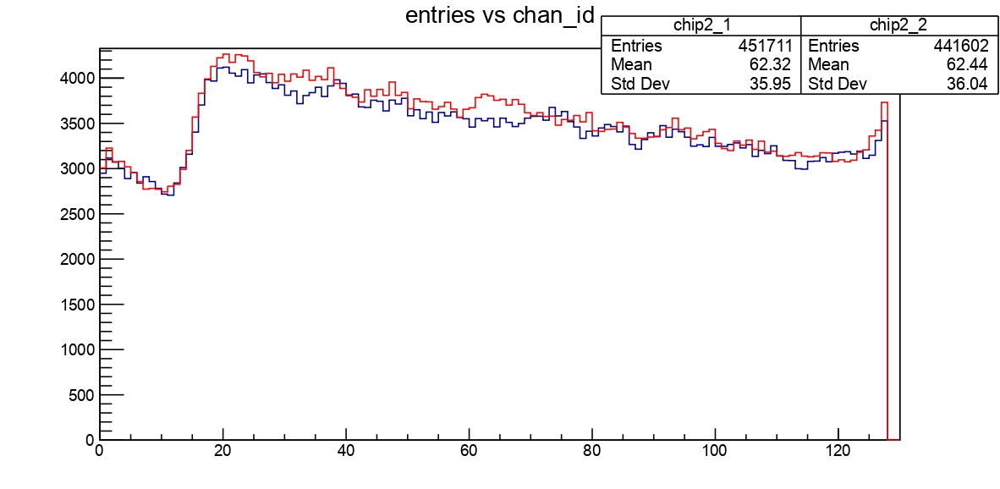 entries vs chan_id
chip2_1 chip2_2
Entries 451711 Entries 441602
Mean 62.32 Mean 62.44
Std Dev 35.95 Std Dev 36.04
4000
3500
3000
2500
2000
1500
1000
500
0
0 20 40 60 80 100 120